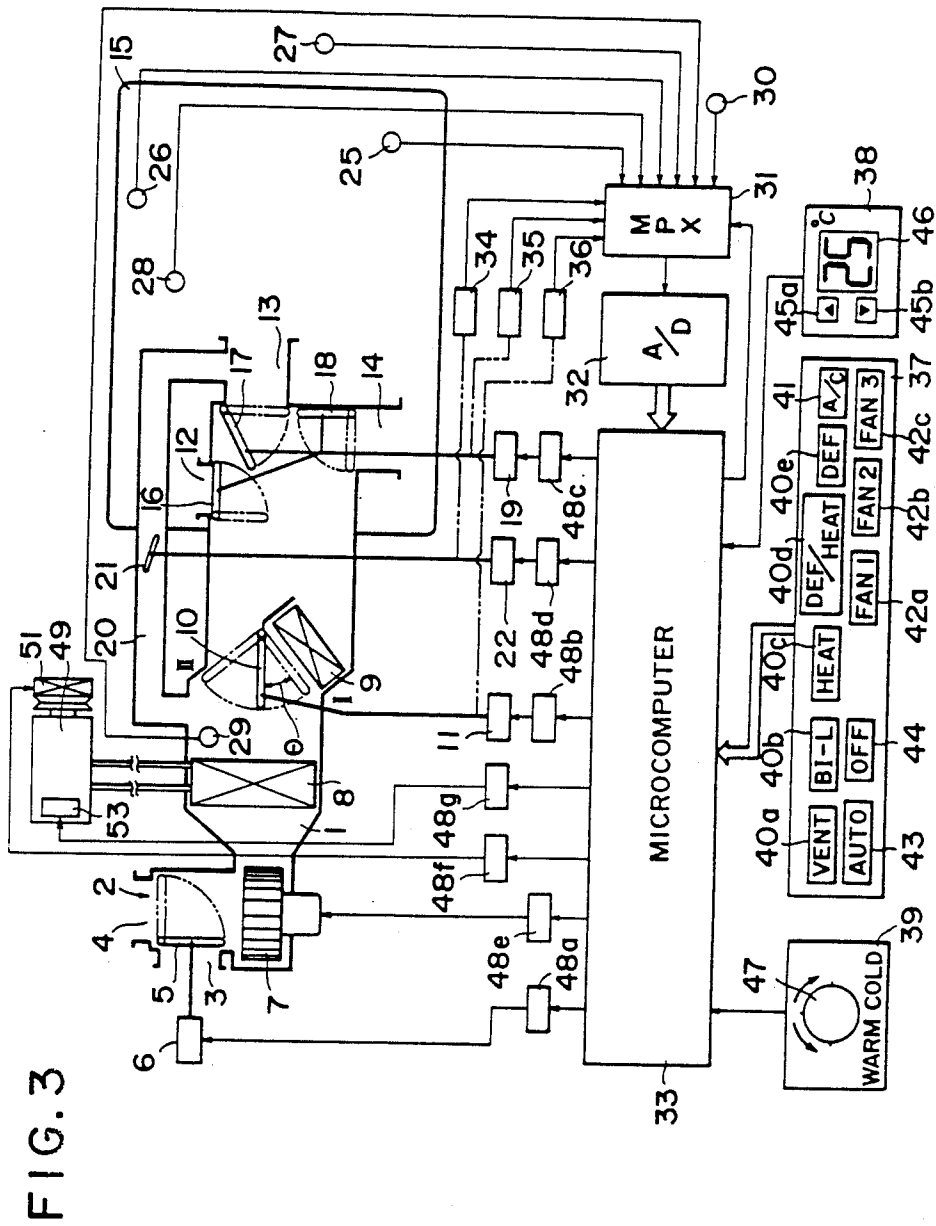 FIG. 3
51
49
53
21
20
29
15
26
28
27
25
30
2
4
5
3
6
7
1
8
II
10
I
θ
9
16
12
17
13
18
14
34
35
36
MPX
31
A/D
32
11
48b
22
48d
19
48c
48g
48f
48e
48a
MICROCOMPUTER
33
47
WARM COLD
39
40a
40b
40c
40d
40e
41
VENT
BI-L
HEAT
DEF/HEAT
DEF
A/C
AUTO
OFF
FAN 1
FAN 2
FAN 3
37
43
44
42a
42b
42c
45a
▲
25
°C
38
▼
45b
46